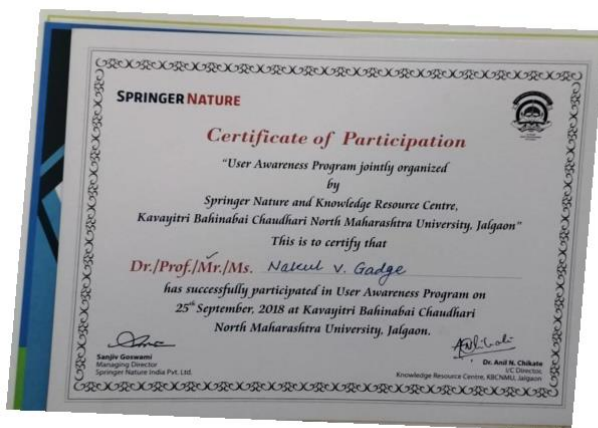 SPRINGER NATURE
Certificate of Participation
"User Awareness Program jointly organized
by
Springer Nature and Knowledge Resource Centre,
Kavayitri Bahinabai Chaudhari North Maharashtra University, Jalgaon"
This is to certify that
Dr./Prof./Mr./Ms. Nakul V. Gadge
has successfully participated in User Awareness Program on
25th September, 2018 at Kavayitri Bahinabai Chaudhari
North Maharashtra University, Jalgaon.
Sanjiv Goswami
Managing Director
Springer Nature India Pvt. Ltd.
Dr. Anil N. Chikate
I/C Director,
Knowledge Resource Centre, KBCNMU, Jalgaon